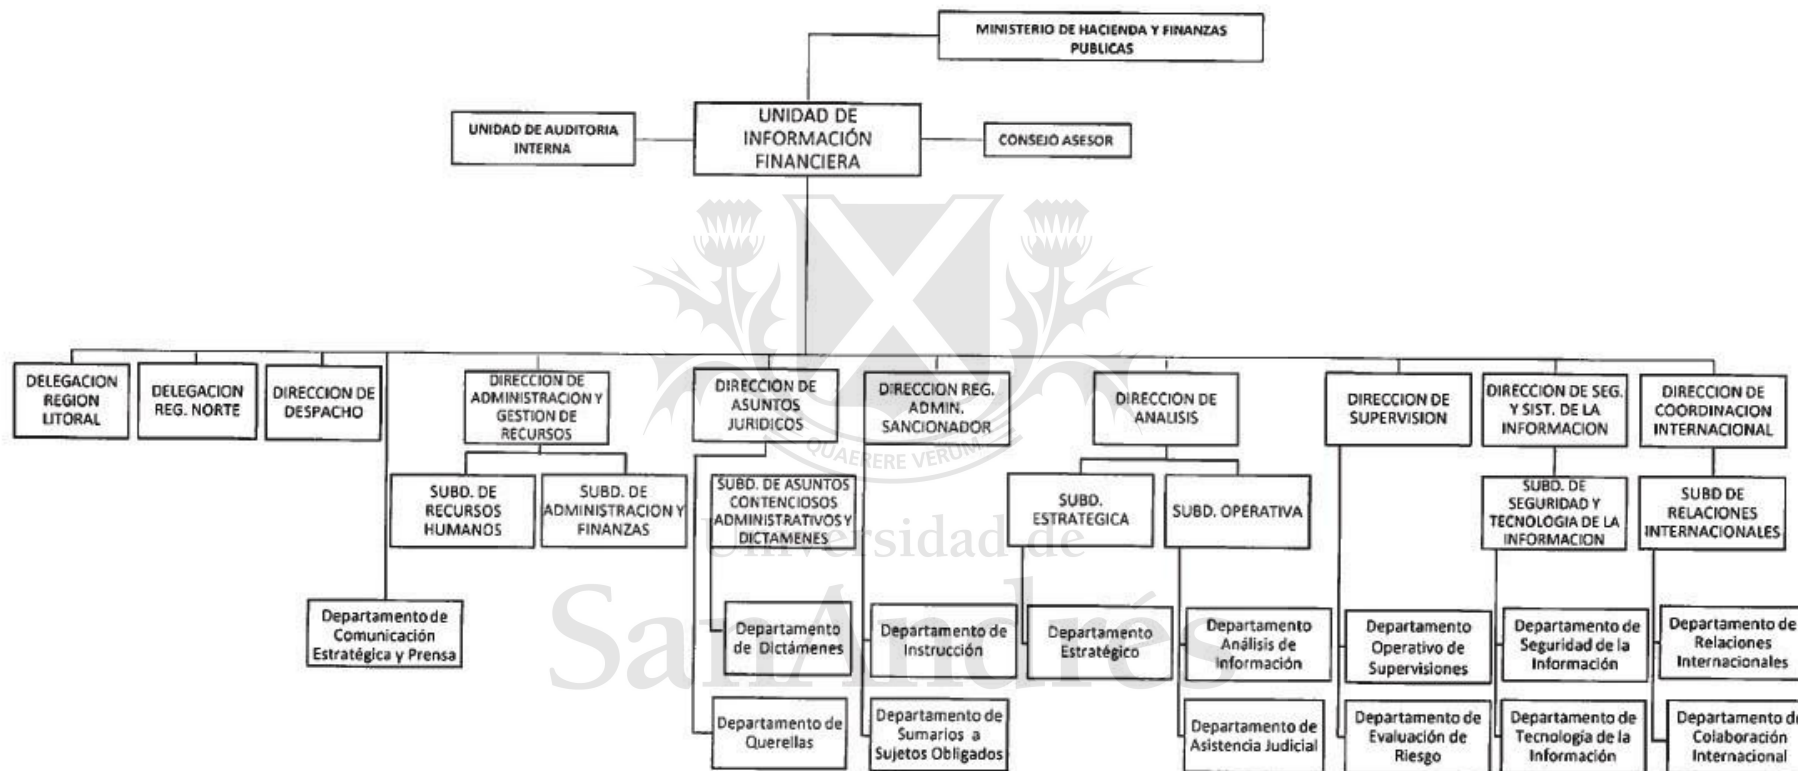 MINISTERIO DE HACIENDA Y FINANZAS
PUBLICAS
UNIDAD DE AUDITORIA
INTERNA
UNIDAD DE
INFORMACIÓN
FINANCIERA
CONSEJO ASESOR
DELEGACION
REGION
LITORAL
DELEGACION
REG. NORTE
DIRECCION DE
DESPACHO
DIRECCION DE
ADMINISTRACION Y
GESTION DE
RECURSOS
DIRECCION DE
ASUNTOS
JURIDICOS
DIRECCION REG.
ADMIN.
SANCIONADOR
DIRECCION DE
ANALISIS
DIRECCION DE
SUPERVISION
DIRECCION DE SEG.
Y SIST. DE LA
INFORMACION
DIRECCION DE
COORDINACION
INTERNACIONAL
QUAERERE VERUM
SUBD. DE
RECURSOS
HUMANOS
SUBD. DE
ADMINISTRACION Y
FINANZAS
SUBD. DE ASUNTOS
CONTENCIOSOS
ADMINISTRATIVOS Y
DICTAMENES
SUBD.
ESTRATEGICA
SUBD. OPERATIVA
SUBD. DE
SEGURIDAD Y
TECNOLOGIA DE LA
INFORMACION
SUBD DE
RELACIONES
INTERNACIONALES
Universidad de
SanAndrés
Departamento de
Comunicación
Estratégica y Prensa
Departamento
de Dictámenes
Departamento de
Instrucción
Departamento
Estratégico
Departamento
Análisis de
Información
Departamento
Operativo de
Supervisiones
Departamento de
Seguridad de la
Información
Departamento de
Relaciones
Internacionales
Departamento de
Querellas
Departamento de
Sumarios a
Sujetos Obligados
Departamento de
Asistencia Judicial
Departamento de
Evaluación de
Riesgo
Departamento de
Tecnología de la
Información
Departamento d
Colaboración
Internacional